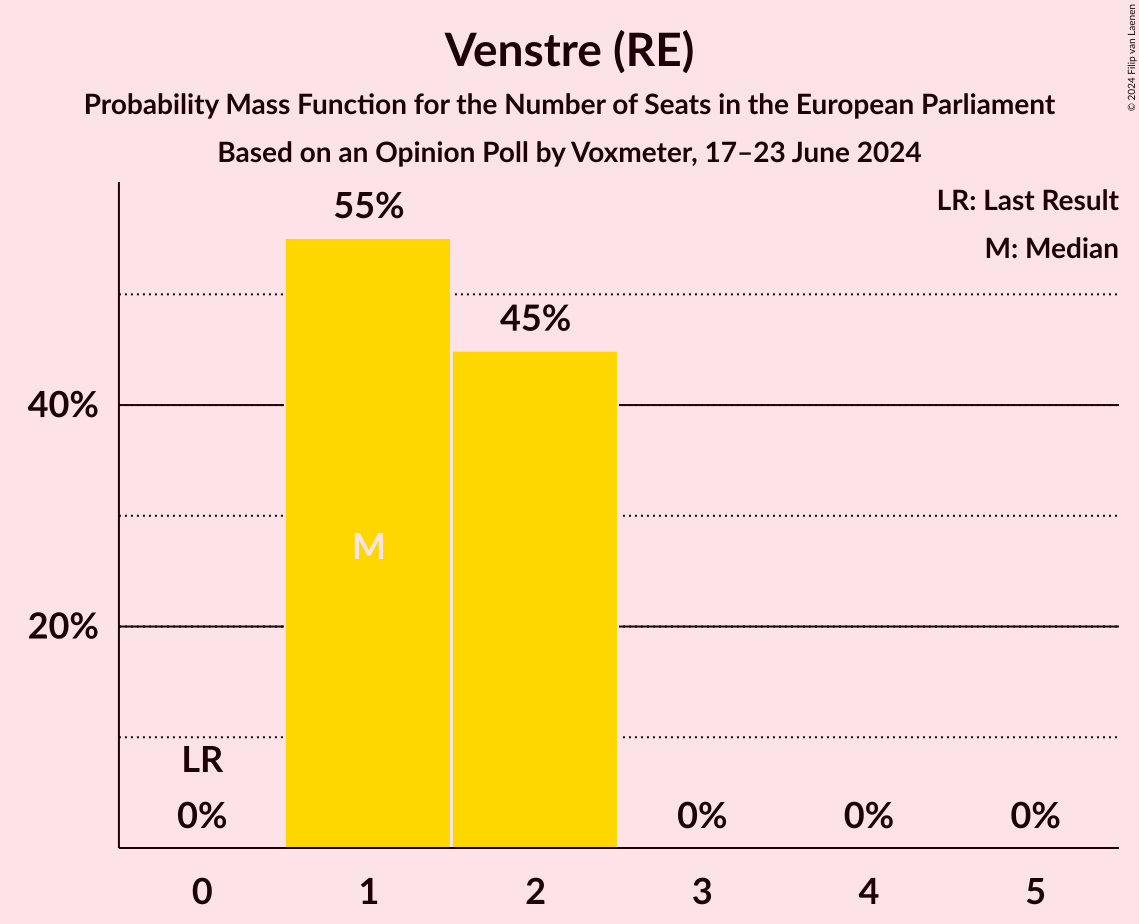 Venstre (RE)
Probability Mass Function for the Number of Seats in the European Parliament
Based on an Opinion Poll by Voxmeter, 17–23 June 2024
© 2024 Filip van Laenen
LR: Last Result
M: Median
55%
45%
40%
M
20%
LR
0%
0%
0%
0%
0
1
2
3
4
5